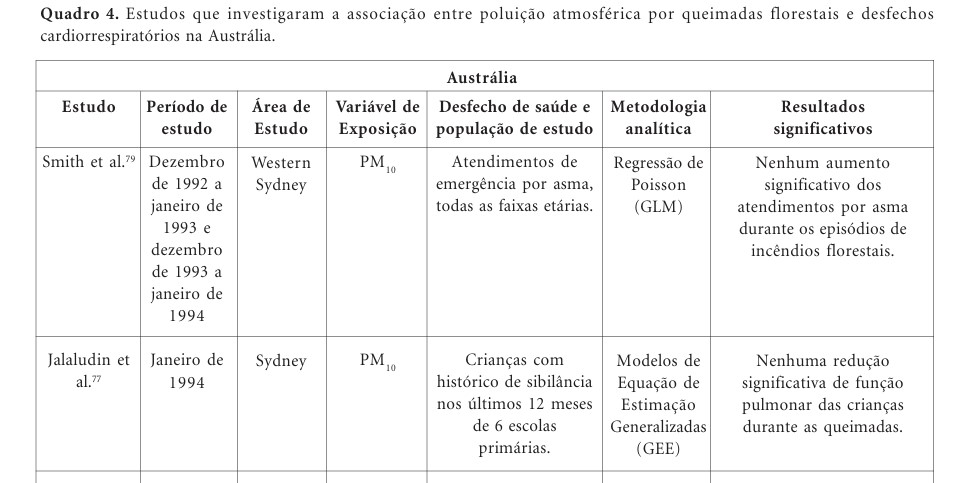 Quadro 4. Estudos que investigaram a associação entre poluição atmosférica por queimadas florestais e desfechos
cardiorrespiratórios na Austrália.
Austrália
Estudo
Período de
estudo
Área de
Estudo
Variável de
Exposição
Desfecho de saúde e
população de estudo
Metodologia
analítica
Resultados
significativos
Smith et al.79
Dezembro
de 1992 a
janeiro de
1993 e
dezembro
de 1993 a
janeiro de
1994
Western
Sydney
PM10
Atendimentos de
emergência por asma,
todas as faixas etárias.
Regressão de
Poisson
(GLM)
Nenhum aumento
significativo dos
atendimentos por asma
durante os episódios de
incêndios florestais.
Jalaludin et
al.77
Janeiro de
1994
Sydney
PM10
Crianças com
histórico de sibilância
nos últimos 12 meses
de 6 escolas
primárias.
Modelos de
Equação de
Estimação
Generalizadas
(GEE)
Nenhuma redução
significativa de função
pulmonar das crianças
durante as queimadas.